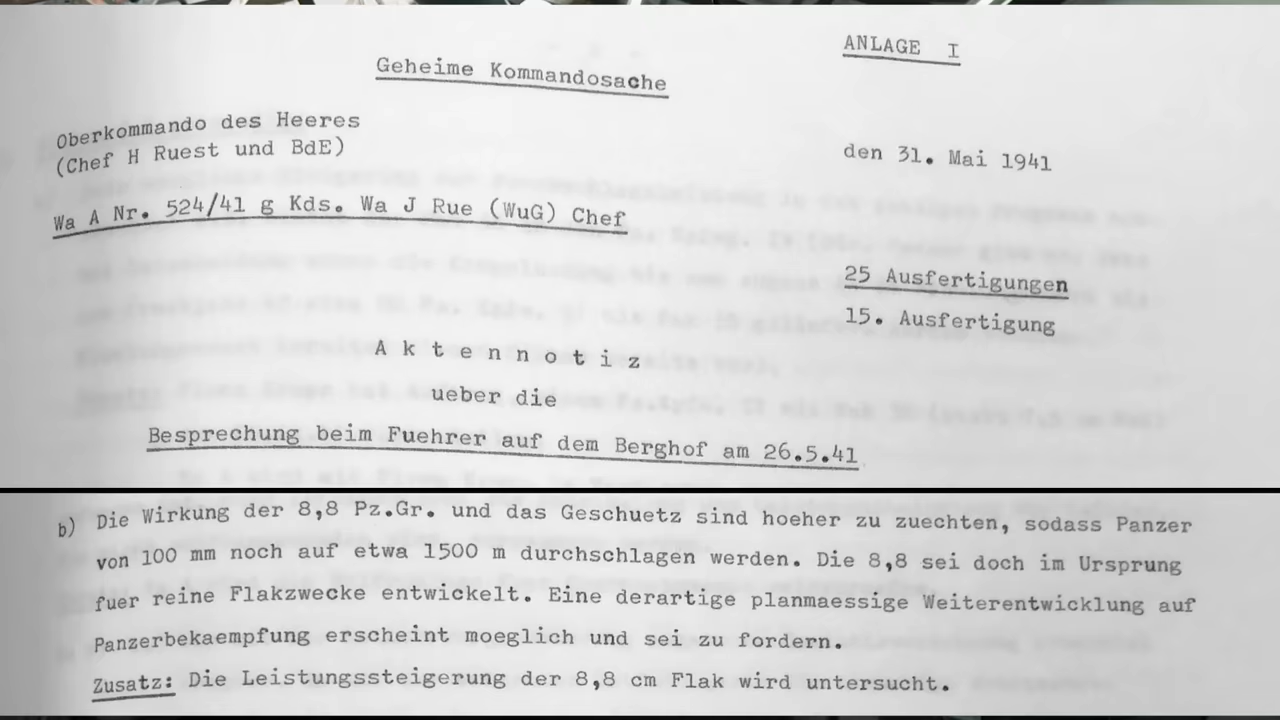 ANLAGE I
Geheime Kommandosache
Oberkommando des Heeres
(Chef H Ruest und BdE)
den 31. Mai 1941
Wa A Nr. 524/41 g Kds. Wa J Rue (WuG) Chef
25 Ausfertigungen
15. Ausfertigung
A k t e n n o t i z
ueber die
Besprechung beim Fuehrer auf dem Berghof am 26.5.41
b) Die Wirkung der 8,8 Pz.Gr. und das Geschuetz sind hoeher zu zuechten, sodass Panzer
von 100 mm noch auf etwa 1500 m durchschlagen werden. Die 8,8 sei doch im Ursprung
fuer reine Flakzwecke entwickelt. Eine derartige planmaessige Weiterentwicklung auf
Panzerbekaempfung erscheint moeglich und sei zu fordern.
Zusatz: Die Leistungssteigerung der 8,8 cm Flak wird untersucht.